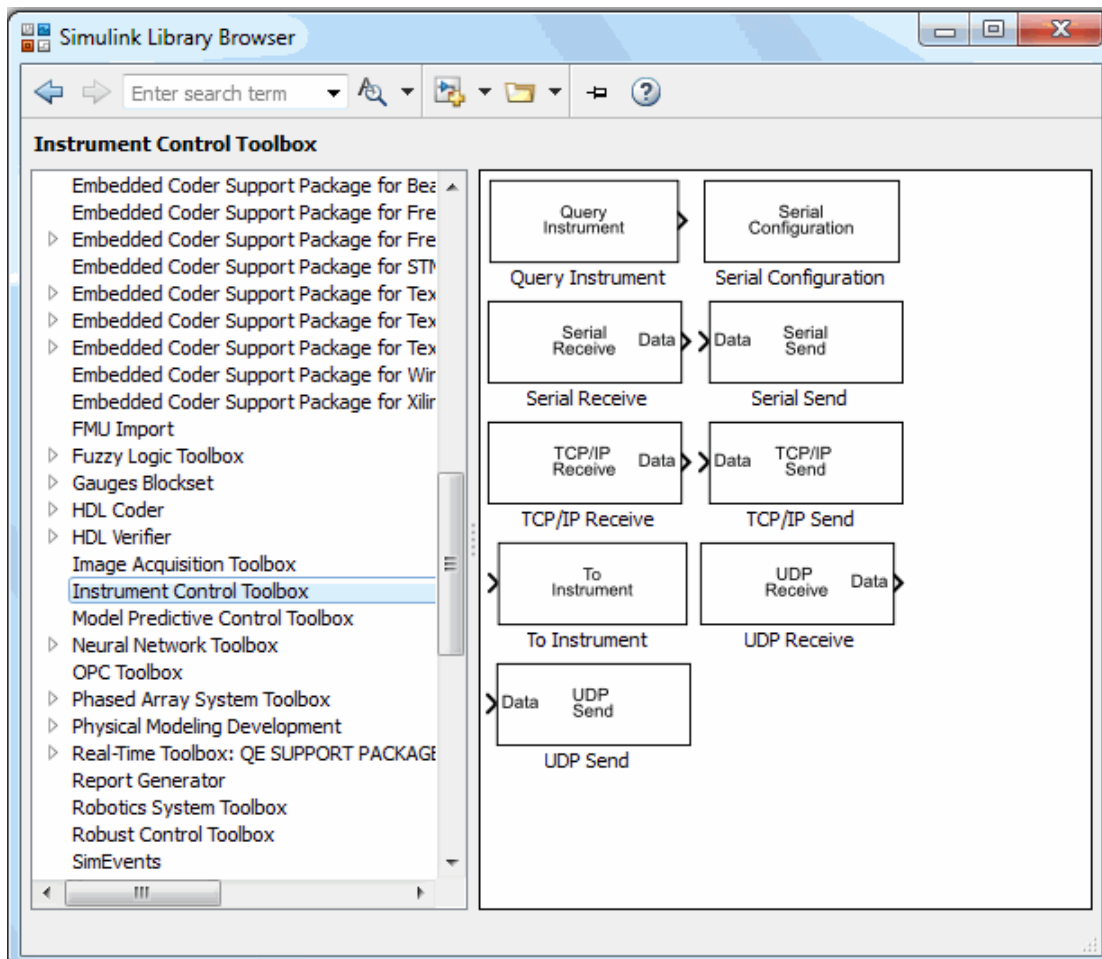 Simulink Library Browser
Enter search term
Instrument Control Toolbox
Embedded Coder Support Package for Bea
Embedded Coder Support Package for Fre
Embedded Coder Support Package for Fre
Embedded Coder Support Package for STM
Embedded Coder Support Package for Tex
Embedded Coder Support Package for Tex
Embedded Coder Support Package for Tex
Embedded Coder Support Package for Wir
Embedded Coder Support Package for Xilin
FMU Import
Fuzzy Logic Toolbox
Gauges Blockset
HDL Coder
HDL Verifier
Image Acquisition Toolbox
Instrument Control Toolbox
Model Predictive Control Toolbox
Neural Network Toolbox
OPC Toolbox
Phased Array System Toolbox
Physical Modeling Development
Real-Time Toolbox: QE SUPPORT PACKAGE
Report Generator
Robotics System Toolbox
Robust Control Toolbox
SimEvents
Query
Instrument
Query Instrument
Serial
Configuration
Serial Configuration
Serial
Receive
Data
Serial Receive
Data
Serial
Send
Serial Send
TCP/IP
Receive
Data
TCP/IP Receive
Data
TCP/IP
Send
TCP/IP Send
To
Instrument
To Instrument
UDP
Receive
Data
UDP Receive
Data
UDP
Send
UDP Send